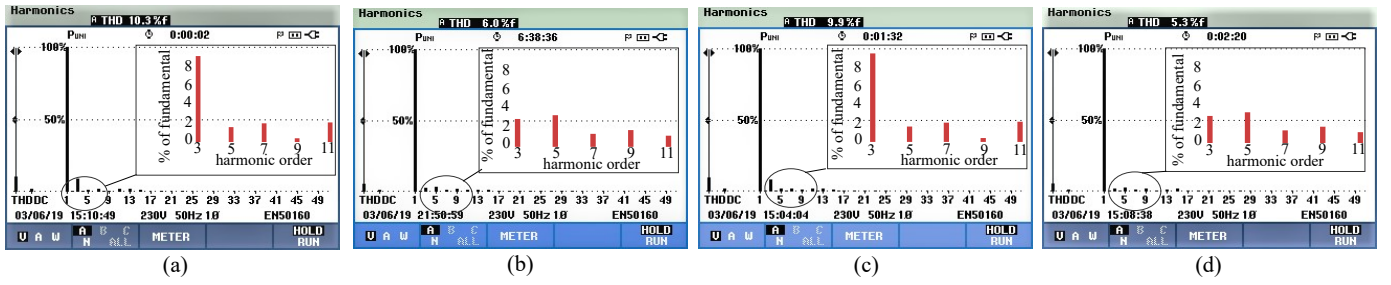 Harmonics
A THD 10.3%f
PUNI 0:00:02
100%
% of fundamental
8
6
4
2
0
50%
3 5 7 9 11
harmonic order
THDDC 1 5 9 13 17 21 25 29 33 37 41 45 49
03/06/19 15:10:49 230V 50Hz 1Ø EN50160
V A W A B C N ALL METER HOLD RUN
(a)
Harmonics
A THD 6.0%f
PUNI 6:38:36
100%
% of fundamental
8
6
4
2
0
50%
3 5 7 9 11
harmonic order
THDDC 1 5 9 13 17 21 25 29 33 37 41 45 49
03/06/19 21:50:59 230V 50Hz 1Ø EN50160
V A W A B C N ALL METER HOLD RUN
(b)
Harmonics
A THD 9.9%f
PUNI 0:01:32
100%
% of fundamental
8
6
4
2
0
50%
3 5 7 9 11
harmonic order
THDDC 1 5 9 13 17 21 25 29 33 37 41 45 49
03/06/19 15:04:04 230V 50Hz 1Ø EN50160
V A W A B C N ALL METER HOLD RUN
(c)
Harmonics
A THD 5.3%f
PUNI 0:02:20
100%
% of fundamental
8
6
4
2
0
50%
3 5 7 9 11
harmonic order
THDDC 1 5 9 13 17 21 25 29 33 37 41 45 49
03/06/19 15:08:38 230V 50Hz 1Ø EN50160
V A W A B C N ALL METER HOLD RUN
(d)